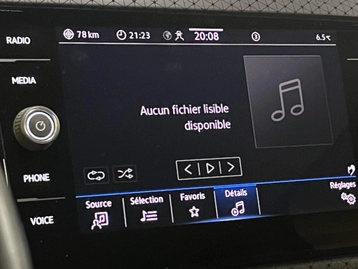 RADIO
78 km
21:23
20:08
3
6.5°C
MEDIA
Aucun fichier lisible
disponible
PHONE
VOICE
Source
Sélection
Favoris
Détails
Réglages